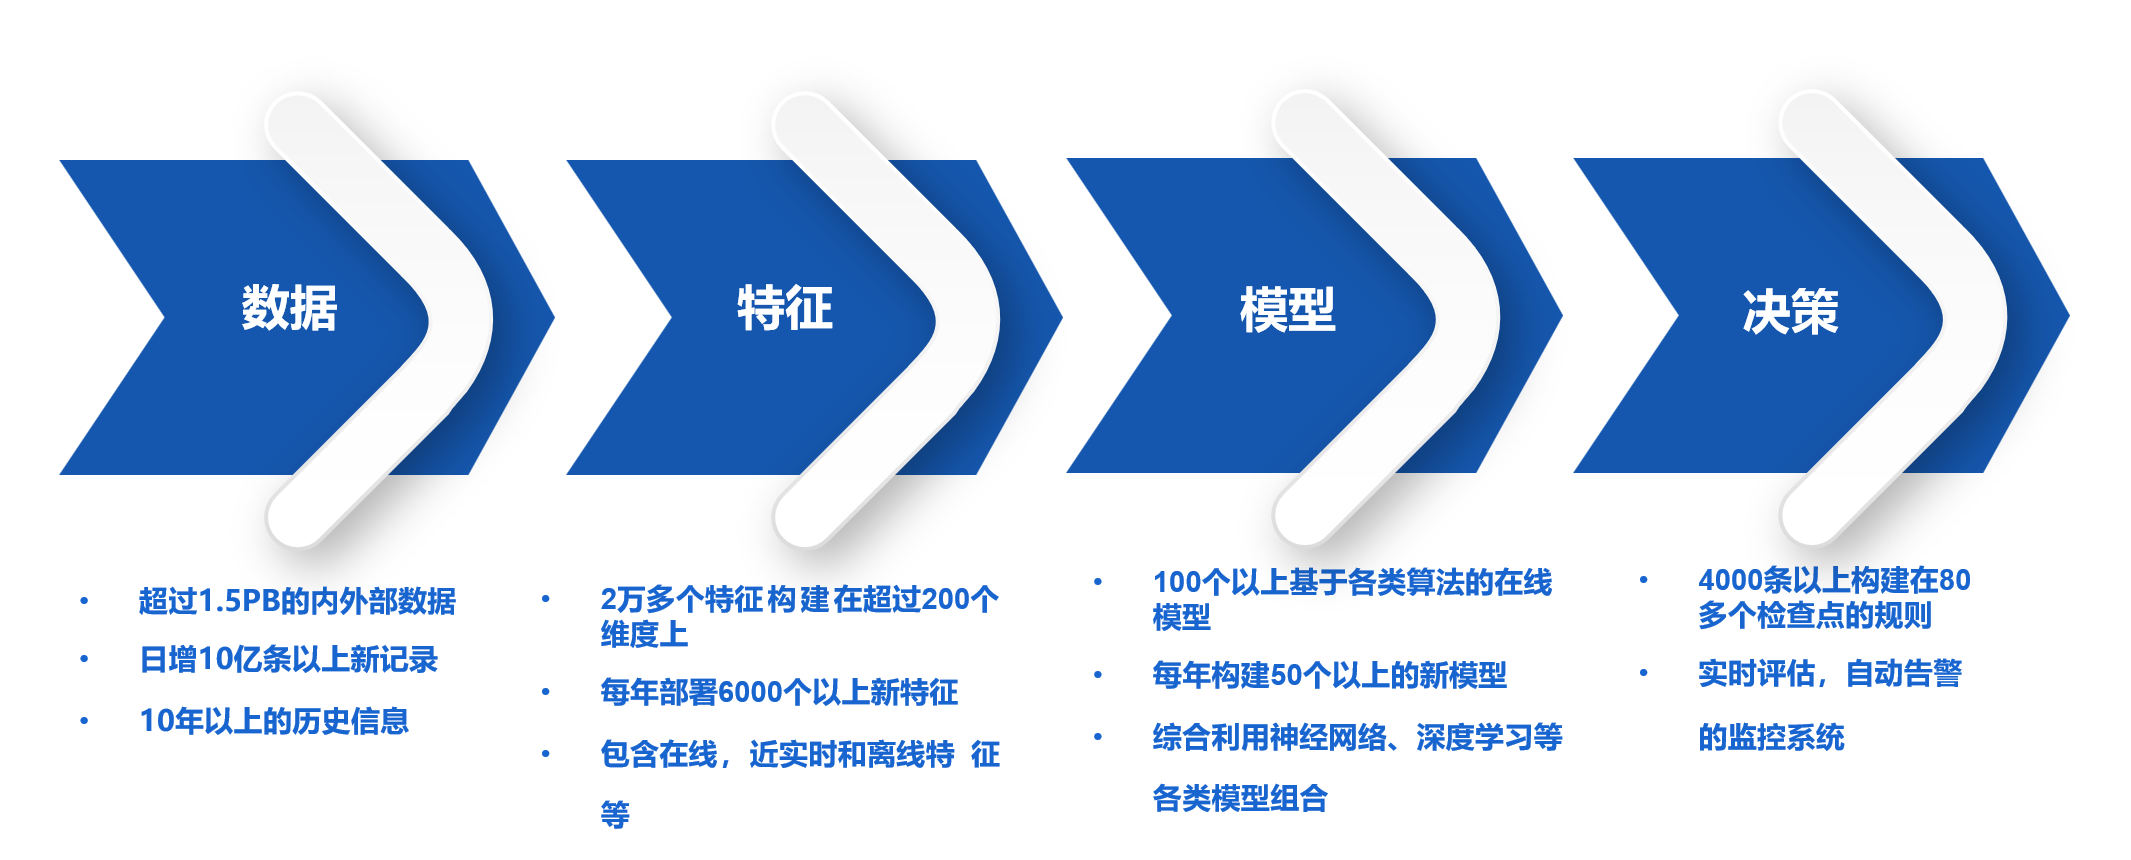 数据
特征
模型
决策
• 超过1.5PB的内外部数据
• 日增10亿条以上新记录
• 10年以上的历史信息
• 2万多个特征构建在超过200个
维度上
• 每年部署6000个以上新特征
• 包含在线，近实时和离线特 征
等
• 100个以上基于各类算法的在线
模型
• 每年构建50个以上的新模型
• 综合利用神经网络、深度学习等
各类模型组合
• 4000条以上构建在80
多个检查点的规则
• 实时评估，自动告警
的监控系统